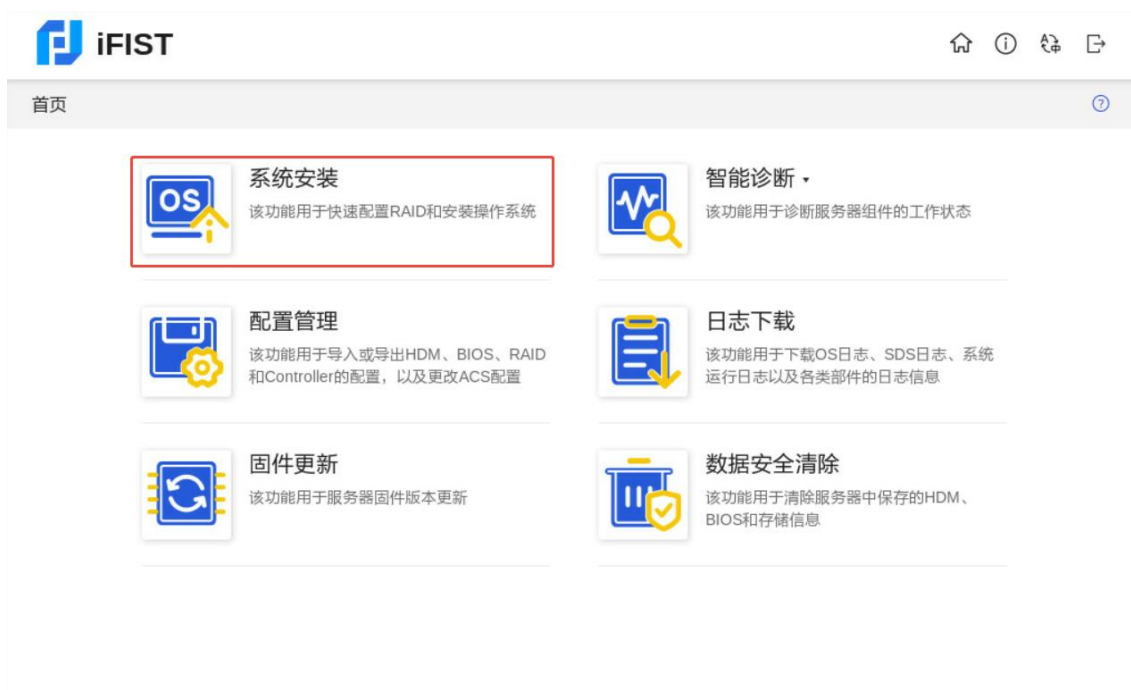 iFIST
首页
系统安装
该功能用于快速配置RAID和安装操作系统
智能诊断
该功能用于诊断服务器组件的工作状态
配置管理
该功能用于导入或导出HDM、BIOS、RAID
和Controller的配置，以及更改ACS配置
日志下载
该功能用于下载OS日志、SDS日志、系统
运行日志以及各类部件的日志信息
固件更新
该功能用于服务器固件版本更新
数据安全清除
该功能用于清除服务器中保存的HDM、
BIOS和存储信息